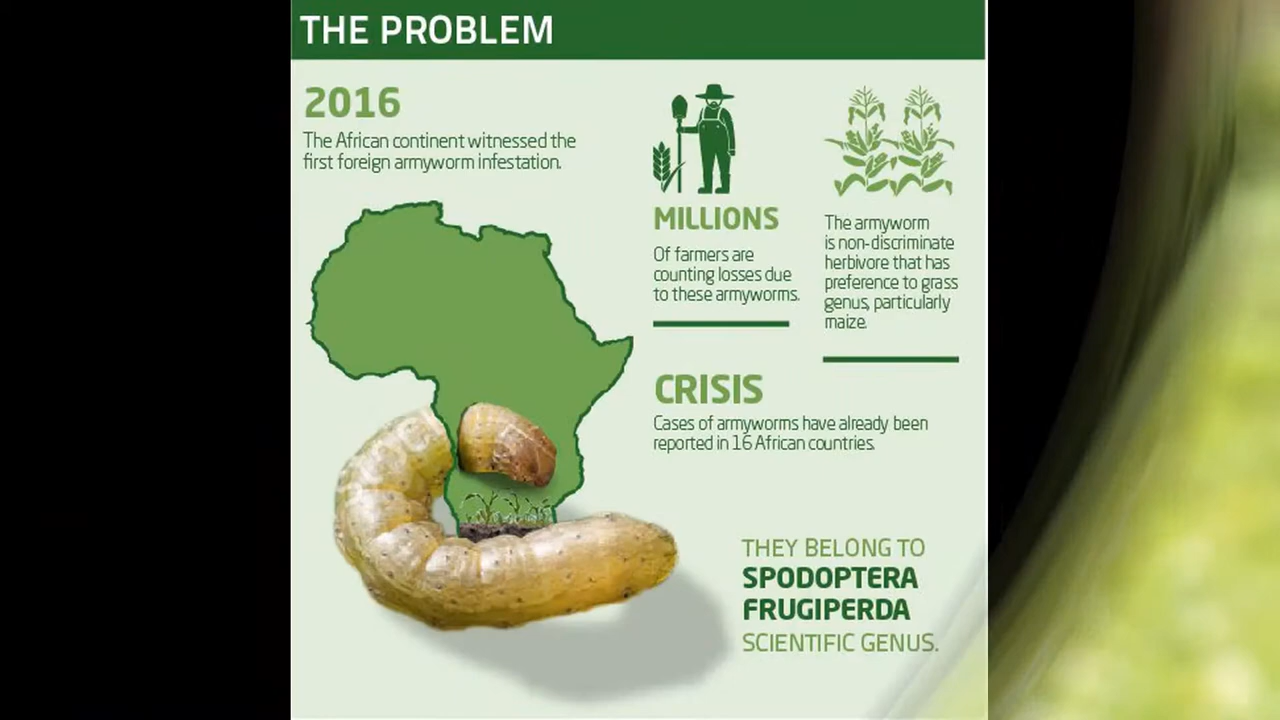 THE PROBLEM
2016
The African continent witnessed the
first foreign armyworm infestation.
MILLIONS
Of farmers are
counting losses due
to these armyworms.
The armyworm
is non-discriminate
herbivore that has
preference to grass
genus, particularly
maize.
CRISIS
Cases of armyworms have already been
reported in 16 African countries.
THEY BELONG TO
SPODOPTERA
FRUGIPERDA
SCIENTIFIC GENUS.